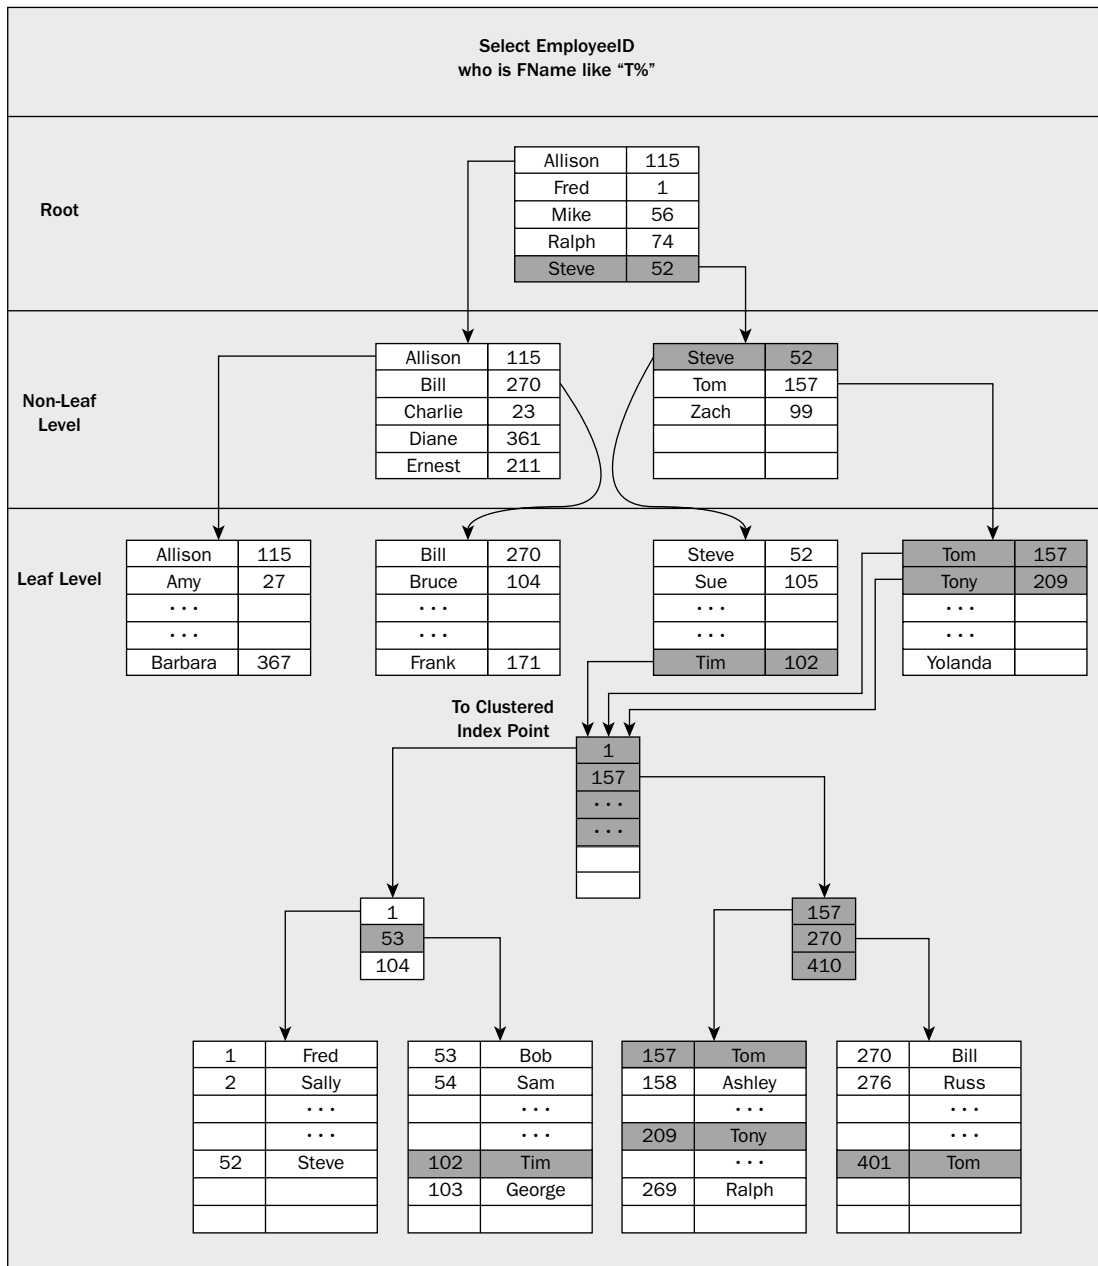 Select EmployeeID
who is FName like “T%”
Root
Allison 115
Fred 1
Mike 56
Ralph 74
Steve 52
Non-Leaf
Level
Allison 115
Bill 270
Charlie 23
Diane 361
Ernest 211
Steve 52
Tom 157
Zach 99
Leaf Level
Allison 115
Amy 27
· · ·
· · ·
Barbara 367
Bill 270
Bruce 104
· · ·
· · ·
Frank 171
Steve 52
Sue 105
· · ·
· · ·
Tim 102
Tom 157
Tony 209
· · ·
· · ·
Yolanda
To Clustered
Index Point
1
157
· · ·
· · ·
1
53
104
157
270
410
1 Fred
2 Sally
· · ·
· · ·
52 Steve
53 Bob
54 Sam
· · ·
· · ·
102 Tim
103 George
157 Tom
158 Ashley
· · ·
209 Tony
· · ·
269 Ralph
270 Bill
276 Russ
· · ·
· · ·
401 Tom